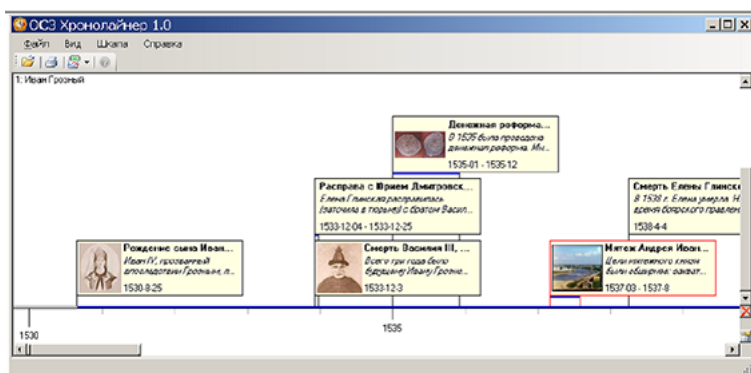 ОСЗ Хронолайнер 1.0
Файл Вид Шкала Справка
1: Иван Грозный
Денежная реформа...
В 1535 была проведена
денежная реформа. Мн...
1535-01 - 1535-12
Расправа с Юрием Дмитровск...
Елена Глинская расправилась
(заточила в тюрьму) с братом Васил...
1533-12-04 - 1533-12-25
Смерть Елены Глинско
В 1538 г. Елена умерла. Н
время боярского правлен
1538-4-4
Рождение сына Иван...
Иван IV, прозванный
впоследствии Грозным, п...
1530-8-25
Смерть Василия III, ...
Всего три года было
будущему Ивану Грозно...
1533-12-3
Мятеж Андрея Иван...
Цели мятежного князя
были обширны: захват...
1537-03 - 1537-8
1530
1535